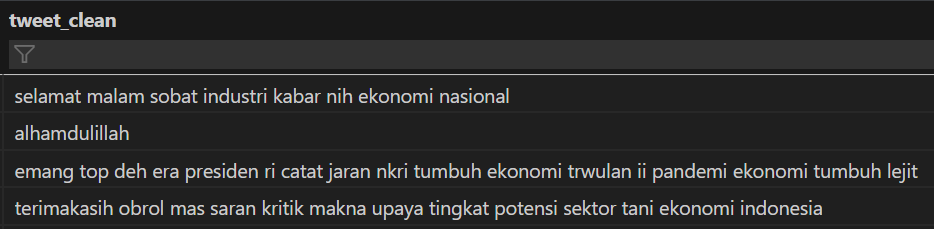 tweet_clean
selamat malam sobat industri kabar nih ekonomi nasional
alhamdulillah
emang top deh era presiden ri catat jaran nkri tumbuh ekonomi trwulan ii pandemi ekonomi tumbuh lejit
terimakasih obrol mas saran kritik makna upaya tingkat potensi sektor tani ekonomi indonesia